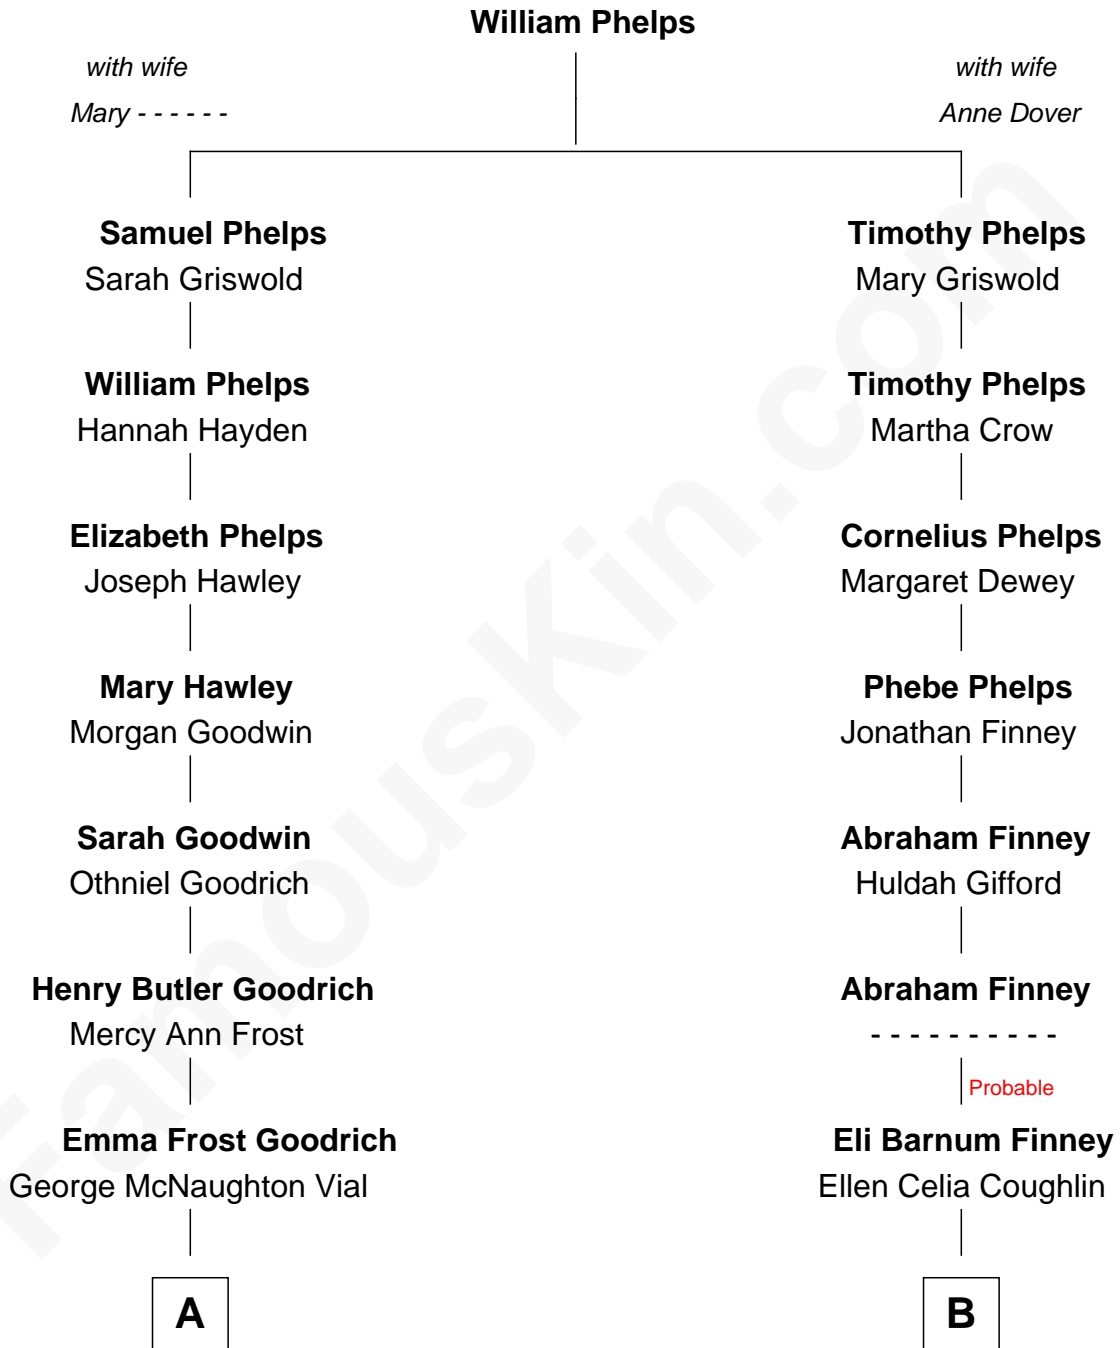 William Phelps
with wife
Mary - - - - - -
with wife
Anne Dover
Samuel Phelps
Sarah Griswold
Timothy Phelps
Mary Griswold
William Phelps
Hannah Hayden
Timothy Phelps
Martha Crow
Elizabeth Phelps
Joseph Hawley
Cornelius Phelps
Margaret Dewey
Mary Hawley
Morgan Goodwin
Phebe Phelps
Jonathan Finney
Sarah Goodwin
Othniel Goodrich
Abraham Finney
Huldah Gifford
Henry Butler Goodrich
Mercy Ann Frost
Abraham Finney
- - - - - - - - - -
Probable
Emma Frost Goodrich
George McNaughton Vial
Eli Barnum Finney
Ellen Celia Coughlin
A
B
FamousKin.com